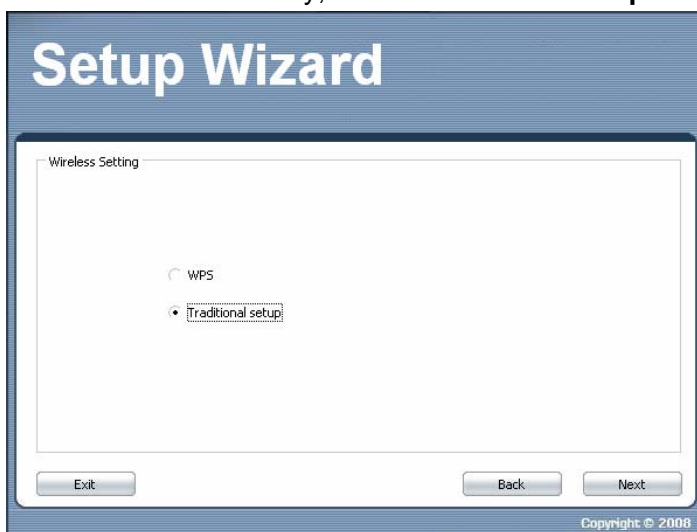 Setup Wizard
Wireless Setting
WPS
Traditional setup
Exit Back Next
Copyright © 2008